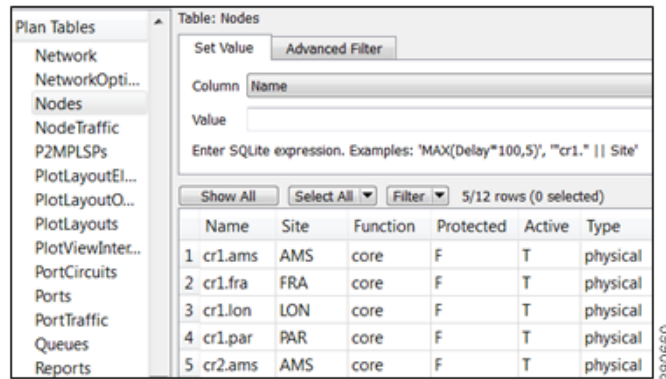 Plan Tables
Network
NetworkOpti...
Nodes
NodeTraffic
P2MPLSPs
PlotLayoutEl...
PlotLayoutO...
PlotLayouts
PlotViewInter...
PortCircuits
Ports
PortTraffic
Queues
Reports
Table: Nodes
Set Value Advanced Filter
Column Name
Value
Enter SQLite expression. Examples: 'MAX(Delay*100,5)', '"cr1." || Site'
Show All Select All Filter 5/12 rows (0 selected)
Name Site Function Protected Active Type
1 cr1.ams AMS core F T physical
2 cr1.fra FRA core F T physical
3 cr1.lon LON core F T physical
4 cr1.par PAR core F T physical
5 cr2.ams AMS core F T physical